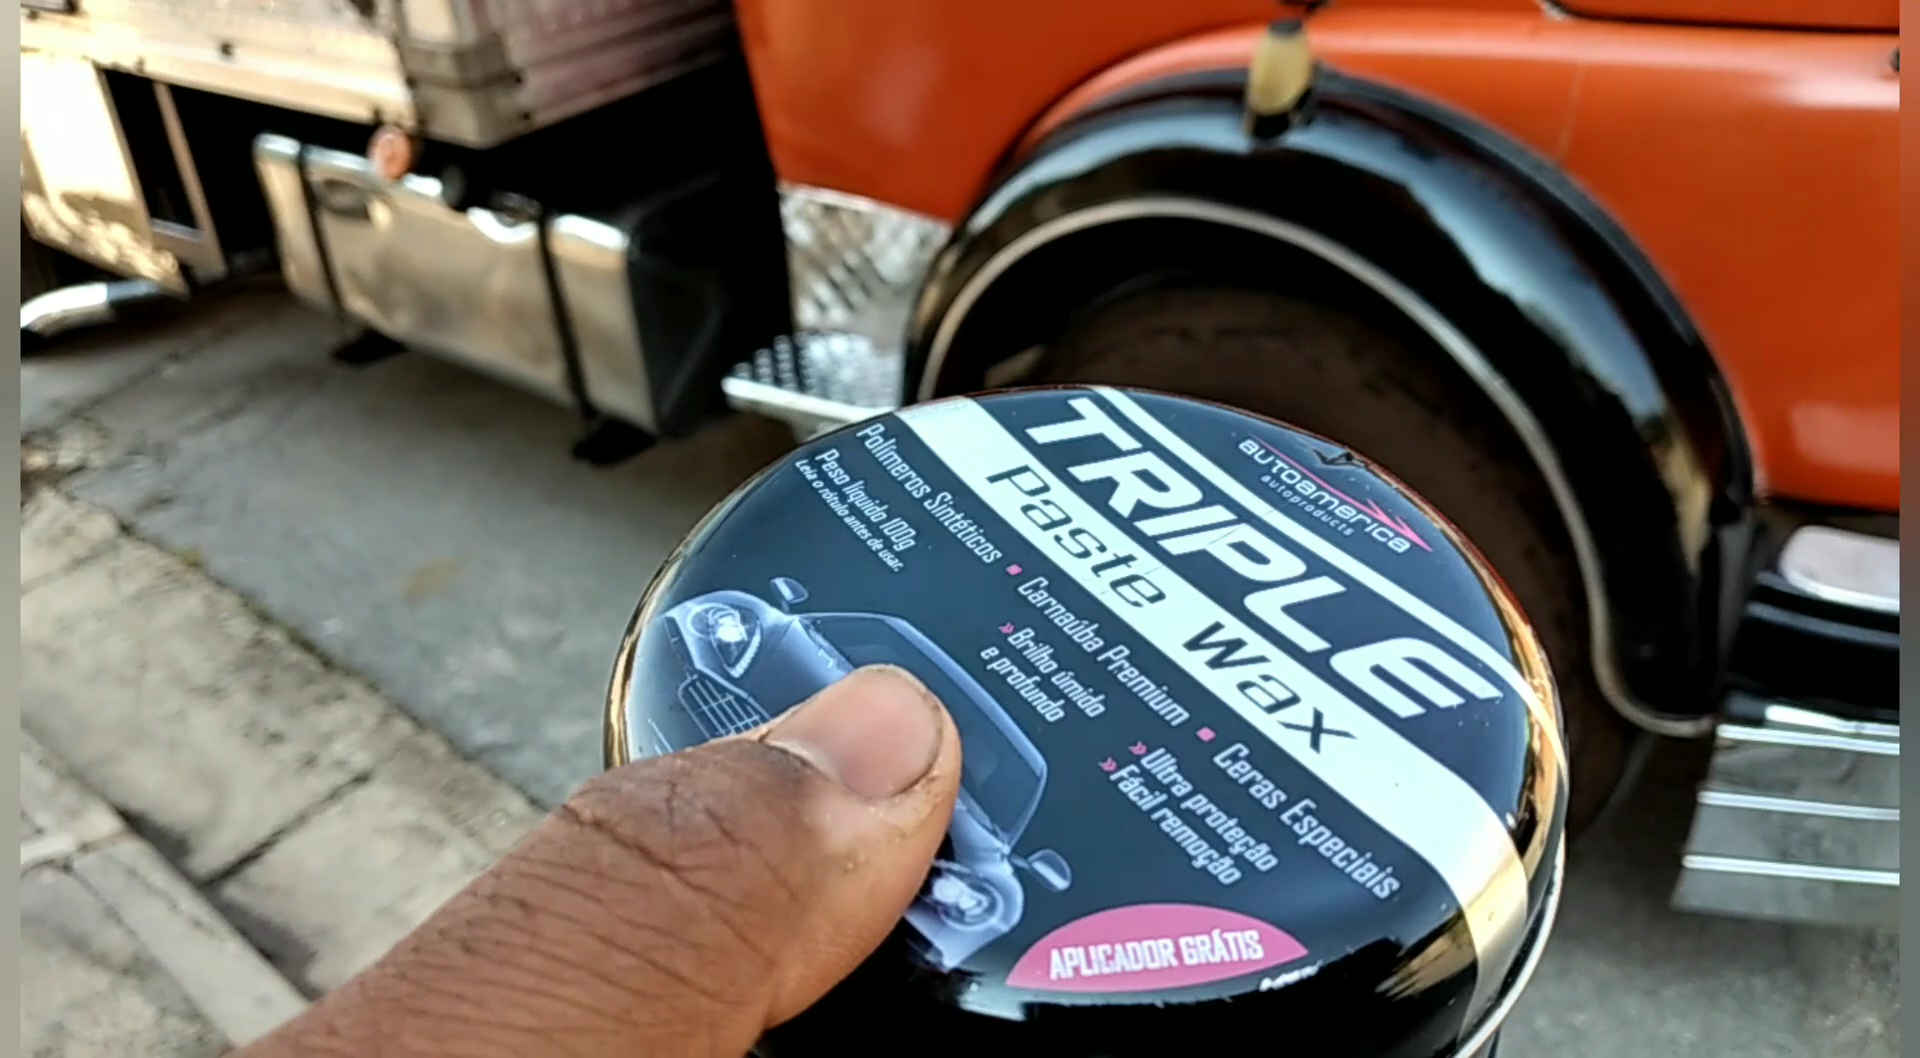 autoamerica
autoproducts
TRIPLE
Paste Wax
Polímeros Sintéticos ▪ Carnaúba Premium ▪ Ceras Especiais
Peso líquido 100g
Leia o rótulo antes de usar.
» Brilho úmido
e profundo
» Ultra proteção
» Fácil remoção
APLICADOR GRÁTIS